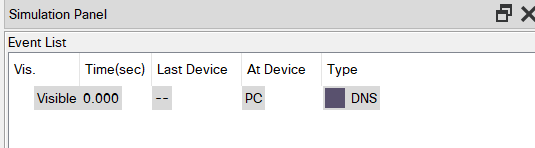 Simulation Panel
Event List
Vis. Time(sec) Last Device At Device Type
Visible 0.000 -- PC DNS